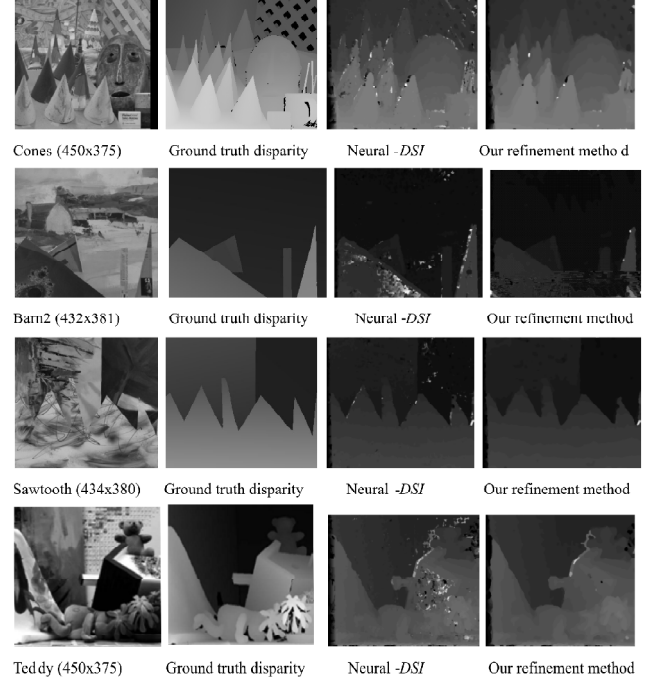 Cones (450x375) Ground truth disparity Neural -DSI Our refinement metho d
Barn2 (432x381) Ground truth disparity Neural -DSI Our refinement method
Sawtooth (434x380) Ground truth disparity Neural -DSI Our refinement method
Teddy (450x375) Ground truth disparity Neural -DSI Our refinement method